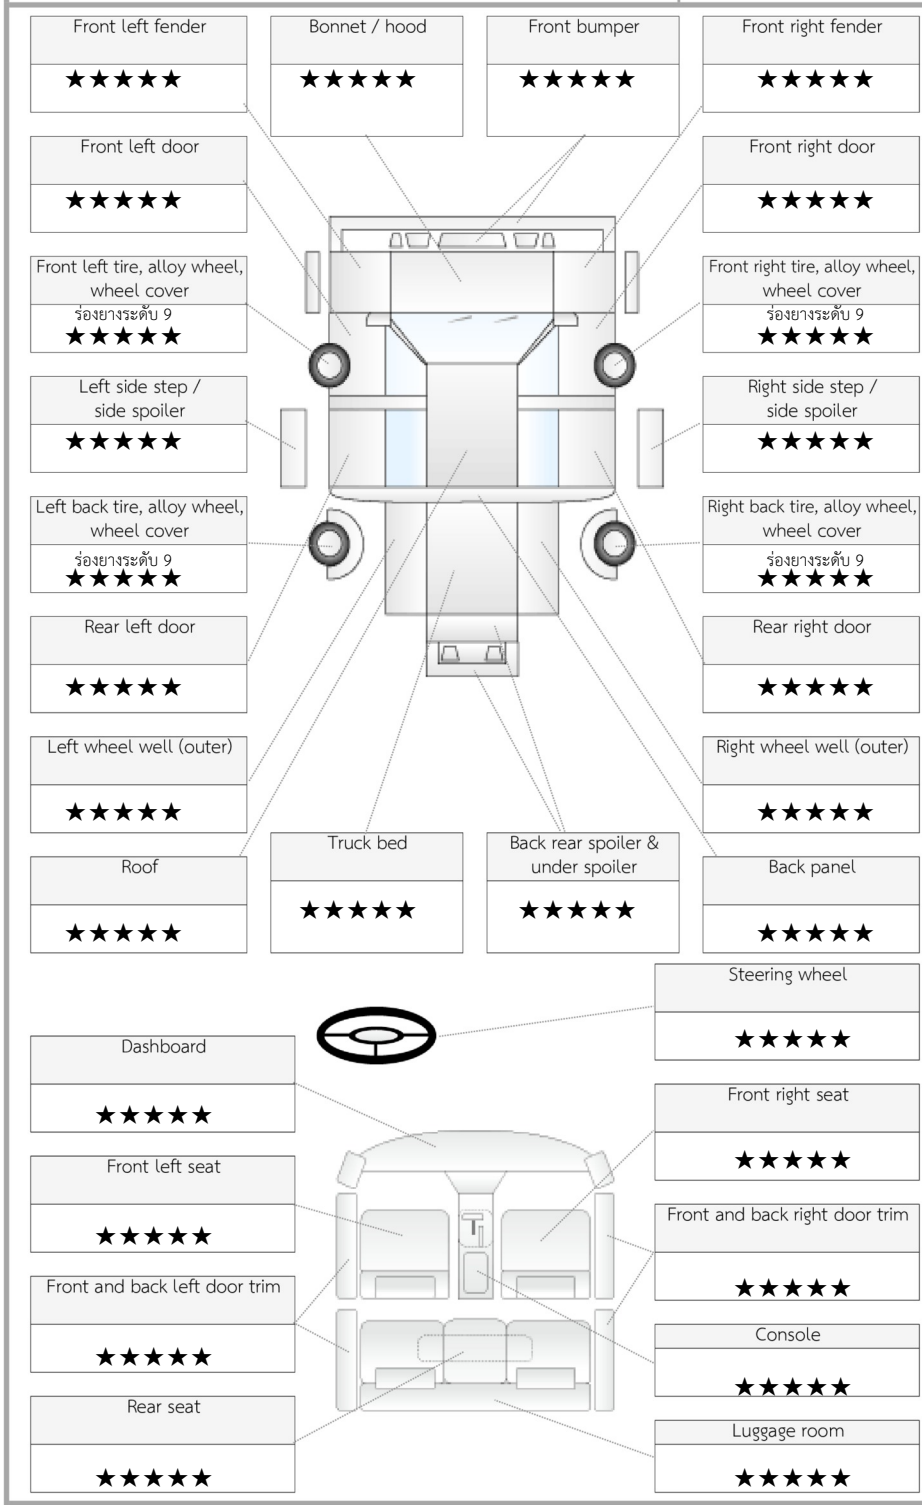 Front left fender
★★★★★
Bonnet / hood
★★★★★
Front bumper
★★★★★
Front right fender
★★★★★
Front left door
★★★★★
Front right door
★★★★★
Front left tire, alloy wheel,
wheel cover
ร่องยางระดับ 9
★★★★★
Front right tire, alloy wheel,
wheel cover
ร่องยางระดับ 9
★★★★★
Left side step /
side spoiler
★★★★★
Right side step /
side spoiler
★★★★★
Left back tire, alloy wheel,
wheel cover
ร่องยางระดับ 9
★★★★★
Right back tire, alloy wheel,
wheel cover
ร่องยางระดับ 9
★★★★★
Rear left door
★★★★★
Rear right door
★★★★★
Left wheel well (outer)
★★★★★
Right wheel well (outer)
★★★★★
Roof
★★★★★
Truck bed
★★★★★
Back rear spoiler &
under spoiler
★★★★★
Back panel
★★★★★
Steering wheel
★★★★★
Dashboard
★★★★★
Front right seat
★★★★★
Front left seat
★★★★★
Front and back right door trim
★★★★★
Front and back left door trim
★★★★★
Console
★★★★★
Rear seat
★★★★★
Luggage room
★★★★★